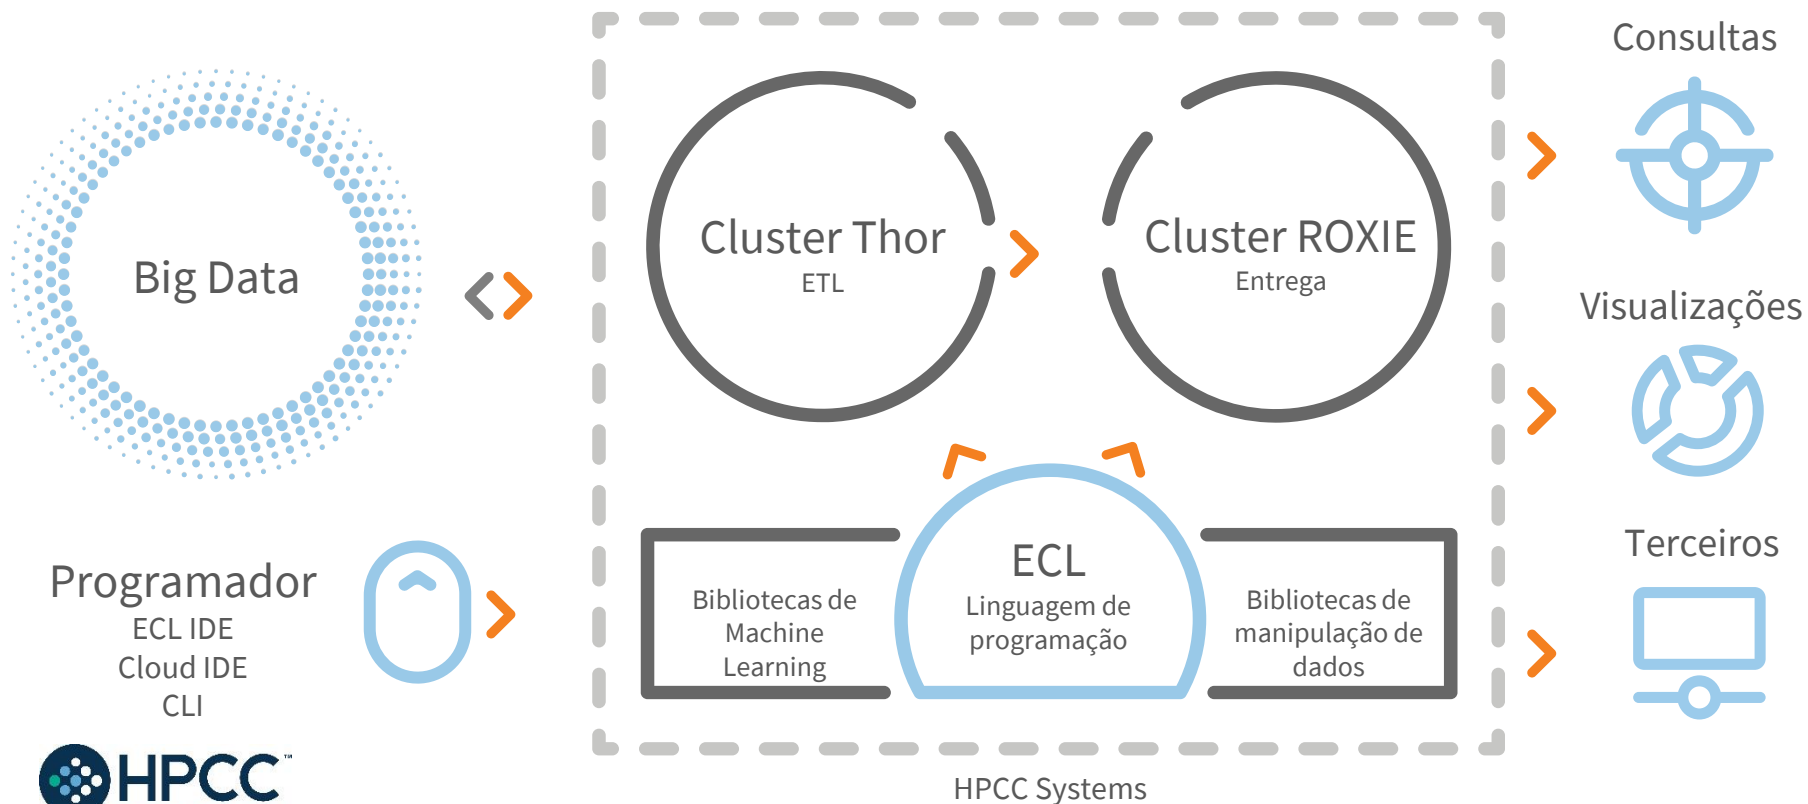 Big Data
Programador
ECL IDE
Cloud IDE
CLI
HPCC™
Cluster Thor
ETL
Cluster ROXIE
Entrega
Bibliotecas de
Machine
Learning
ECL
Linguagem de
programação
Bibliotecas de
manipulação de
dados
HPCC Systems
Consultas
Visualizações
Terceiros